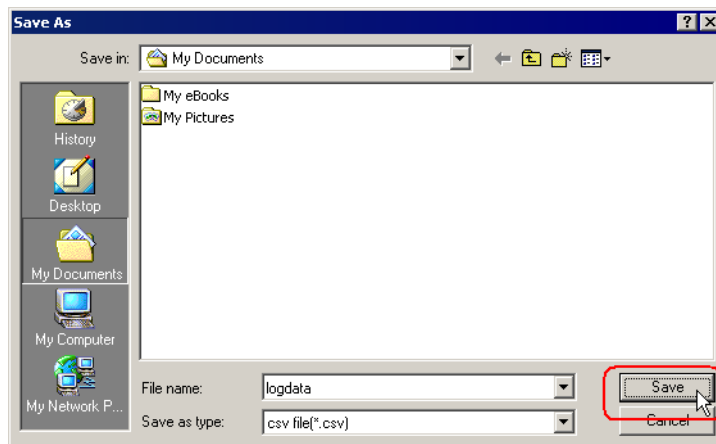 Save As
Save in: My Documents
My eBooks
My Pictures
History
Desktop
My Documents
My Computer
My Network P...
File name: logdata
Save as type: csv file(*.csv)
Save
Cancel